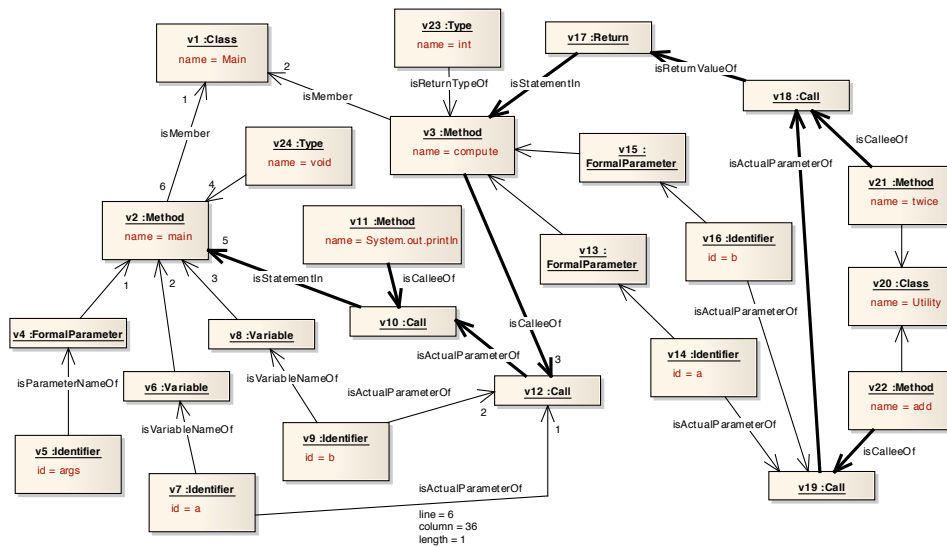 v1 :Class
name = Main
v23 :Type
name = int
v17 :Return
v18 :Call
2
1
isMember
isReturnTypeOf
isStatementIn
isReturnValueOf
isMember
v24 :Type
name = void
v3 :Method
name = compute
v15 :
FormalParameter
isActualParameterOf
isCalleeOf
v21 :Method
name = twice
6
4
v2 :Method
name = main
5
v11 :Method
name = System.out.println
v16 :Identifier
id = b
v13 :
FormalParameter
v20 :Class
name = Utility
1
2
3
isStatementIn
isCalleeOf
isCalleeOf
v4 :FormalParameter
v8 :Variable
v10 :Call
v14 :Identifier
id = a
isActualParameterOf
3
isParameterNameOf
v6 :Variable
isVariableNameOf
isActualParameterOf
v12 :Call
2
1
v22 :Method
name = add
v5 :Identifier
id = args
isVariableNameOf
v9 :Identifier
id = b
isActualParameterOf
isCalleeOf
v7 :Identifier
id = a
isActualParameterOf
v19 :Call
line = 6
column = 36
length = 1